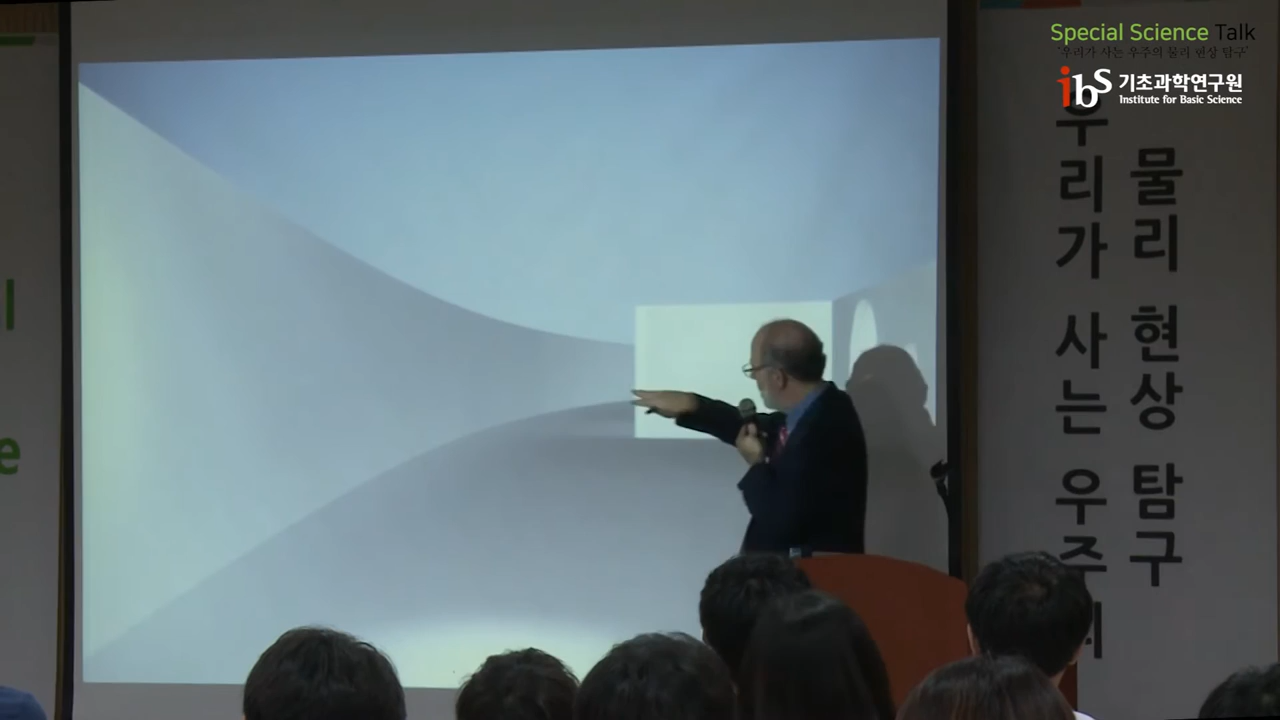 Special Science Talk
'우리가 사는 우주의 물리 현상 탐구'
ibS 기초과학연구원
Institute for Basic Science
우리가 사는 우주의
물리 현상 탐구
e